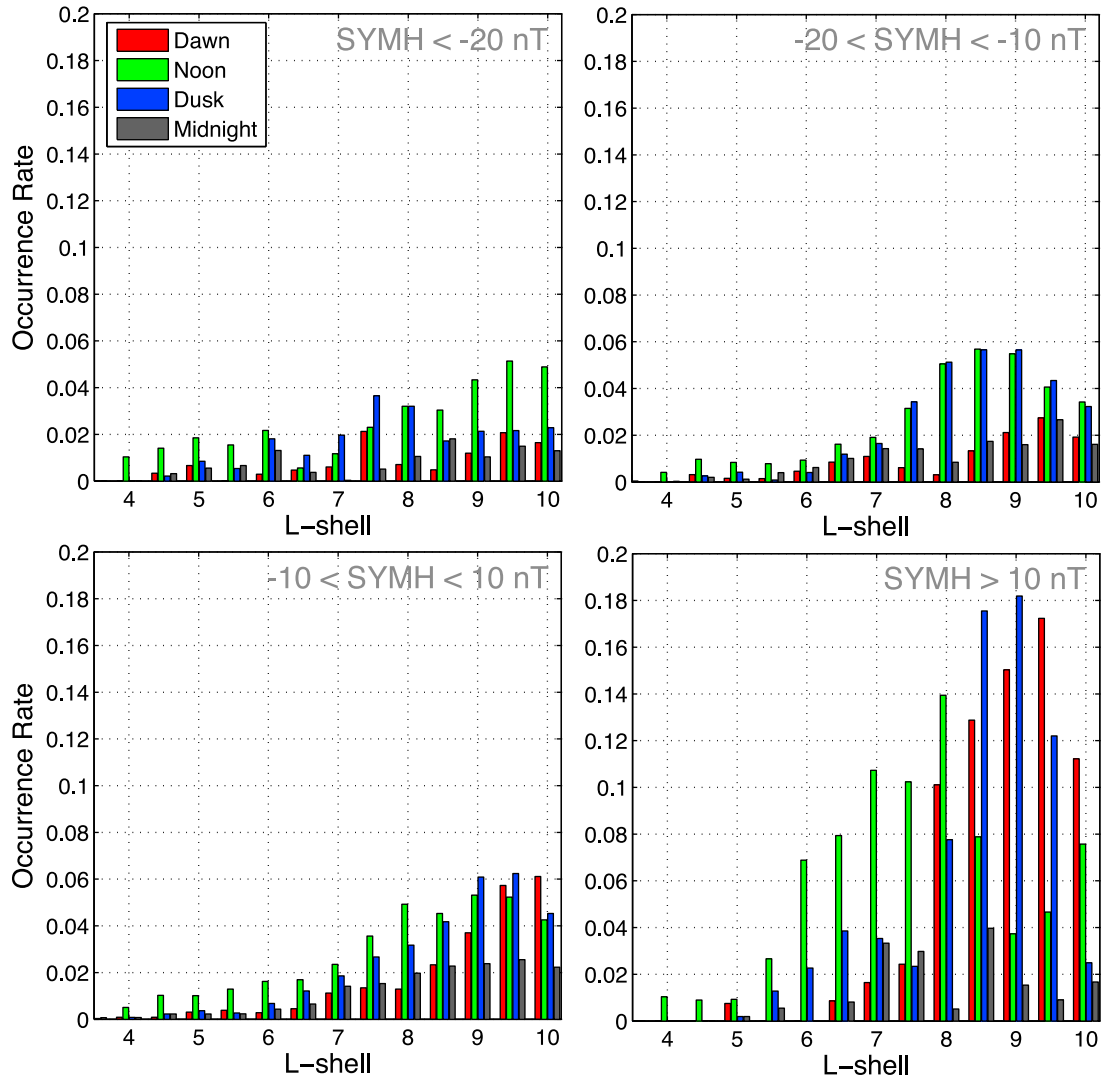 SYMH < -20 nT
Dawn
Noon
Dusk
Midnight
Occurrence Rate
0.2
0.18
0.16
0.14
0.12
0.1
0.08
0.06
0.04
0.02
0
4 5 6 7 8 9 10
L-shell
-20 < SYMH < -10 nT
0.2
0.18
0.16
0.14
0.12
0.1
0.08
0.06
0.04
0.02
0
4 5 6 7 8 9 10
L-shell
-10 < SYMH < 10 nT
Occurrence Rate
0.2
0.18
0.16
0.14
0.12
0.1
0.08
0.06
0.04
0.02
0
4 5 6 7 8 9 10
L-shell
SYMH > 10 nT
0.2
0.18
0.16
0.14
0.12
0.1
0.08
0.06
0.04
0.02
0
4 5 6 7 8 9 10
L-shell